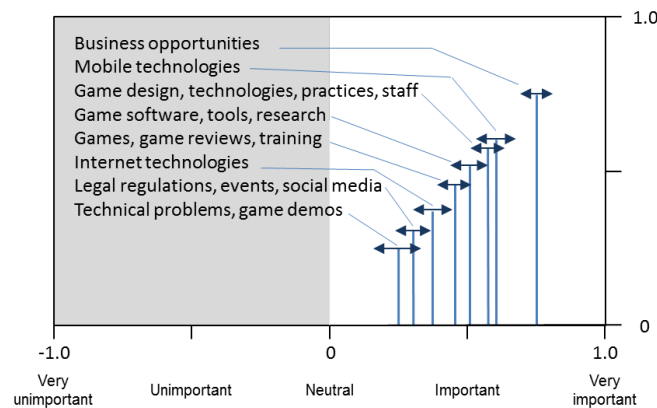 1.0
Business opportunities
Mobile technologies
Game design, technologies, practices, staff
Game software, tools, research
Games, game reviews, training
Internet technologies
Legal regulations, events, social media
Technical problems, game demos
0
-1.0 0 1.0
Very unimportant Unimportant Neutral Important Very important